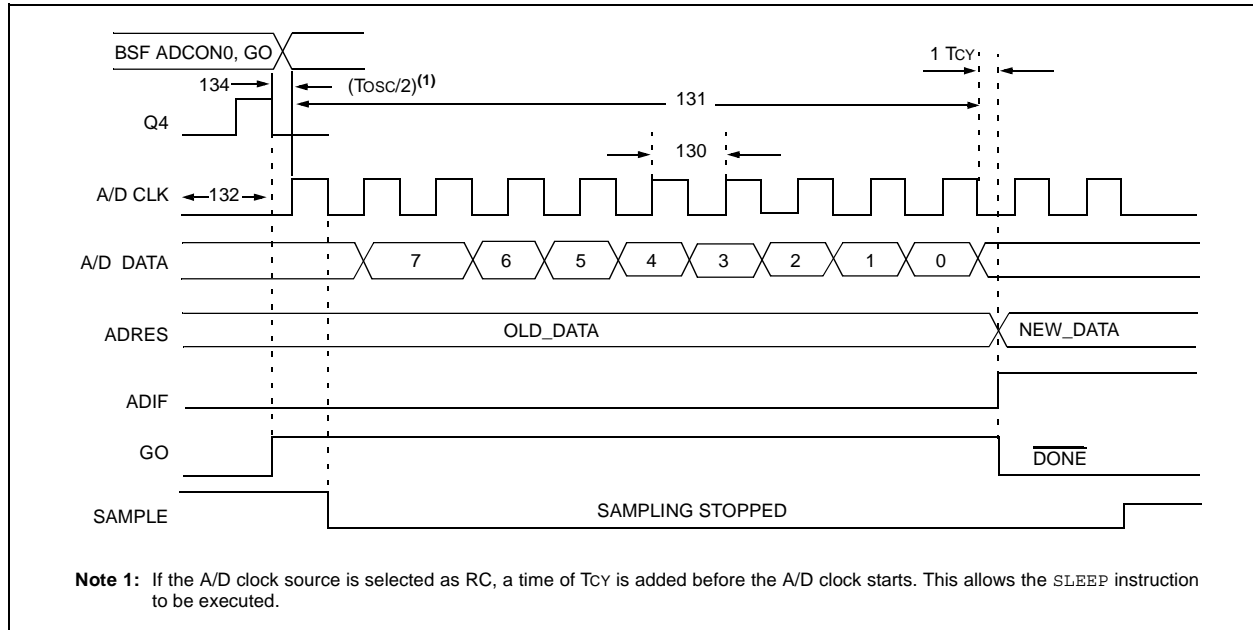 BSF ADCON0, GO
1 TCY
134
(TOSC/2)(1)
131
Q4
130
A/D CLK
132
A/D DATA
7 6 5 4 3 2 1 0
ADRES
OLD_DATA
NEW_DATA
ADIF
GO
DONE
SAMPLE
SAMPLING STOPPED
Note 1: If the A/D clock source is selected as RC, a time of TCY is added before the A/D clock starts. This allows the SLEEP instruction
to be executed.